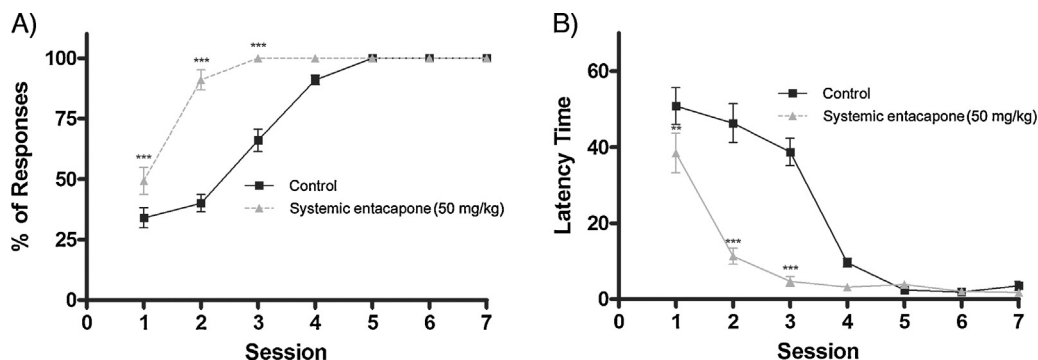 A)
% of Responses
100
75
50
25
0
***
***
***
Control
Systemic entacapone (50 mg/kg)
0 1 2 3 4 5 6 7
Session
B)
Latency Time
60
40
20
0
**
***
***
Control
Systemic entacapone (50 mg/kg)
0 1 2 3 4 5 6 7
Session